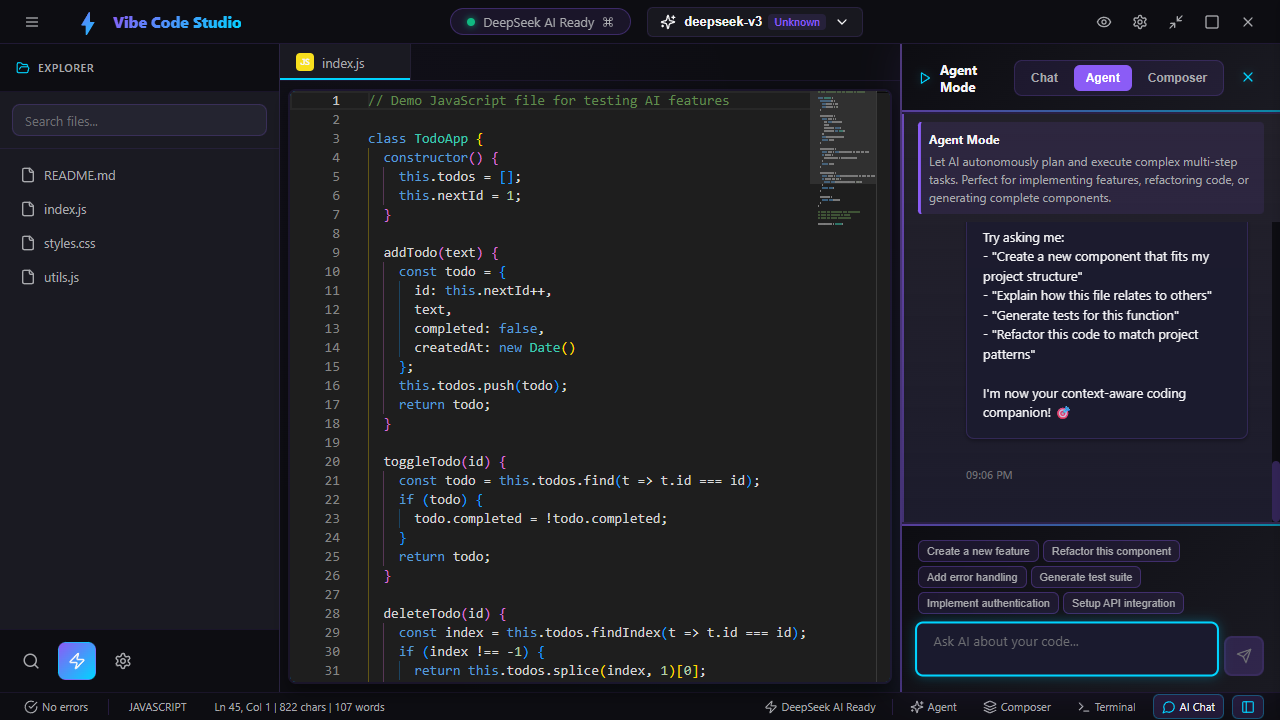 Vibe Code Studio
DeepSeek AI Ready ⌘
deepseek-v3 Unknown
EXPLORER
Search files...
README.md
index.js
styles.css
utils.js
JS index.js
1 // Demo JavaScript file for testing AI features
2
3 class TodoApp {
4 constructor() {
5 this.todos = [];
6 this.nextId = 1;
7 }
8
9 addTodo(text) {
10 const todo = {
11 id: this.nextId++,
12 text,
13 completed: false,
14 createdAt: new Date()
15 };
16 this.todos.push(todo);
17 return todo;
18 }
19
20 toggleTodo(id) {
21 const todo = this.todos.find(t => t.id === id);
22 if (todo) {
23 todo.completed = !todo.completed;
24 }
25 return todo;
26 }
27
28 deleteTodo(id) {
29 const index = this.todos.findIndex(t => t.id === id);
30 if (index !== -1) {
31 return this.todos.splice(index, 1)[0];
Agent
Mode
Chat Agent Composer
Agent Mode
Let AI autonomously plan and execute complex multi-step
tasks. Perfect for implementing features, refactoring code, or
generating complete components.
Try asking me:
- "Create a new component that fits my
project structure"
- "Explain how this file relates to others"
- "Generate tests for this function"
- "Refactor this code to match project
patterns"
I'm now your context-aware coding
companion! 🎯
09:06 PM
Create a new feature Refactor this component
Add error handling Generate test suite
Implement authentication Setup API integration
Ask AI about your code...
No errors JAVASCRIPT Ln 45, Col 1 | 822 chars | 107 words DeepSeek AI Ready Agent Composer Terminal AI Chat